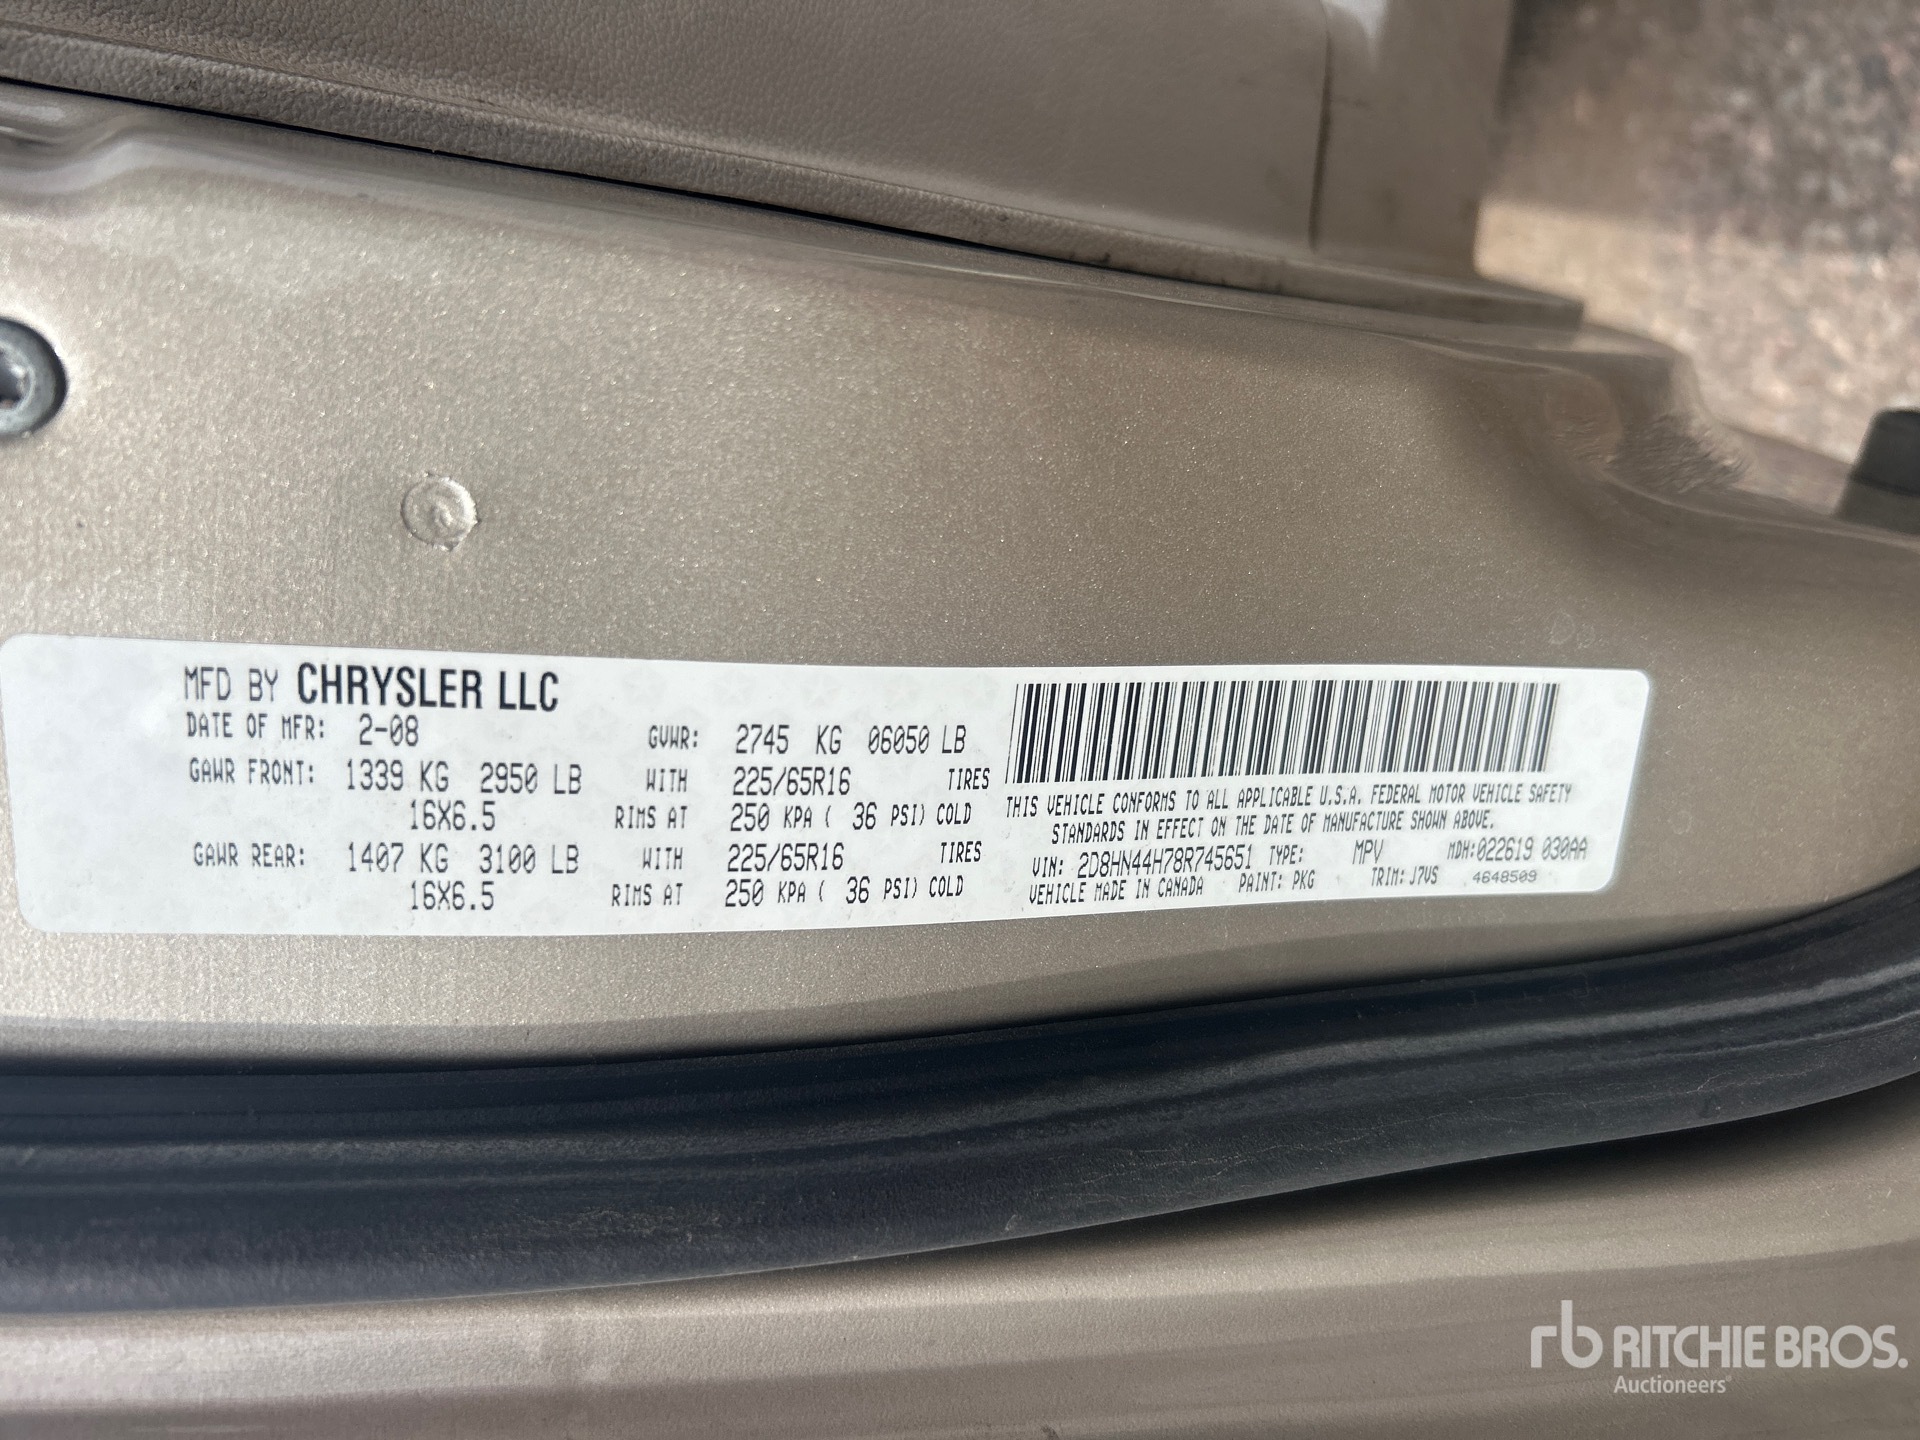 MFD BY CHRYSLER LLC
DATE OF MFR: 2-08 GVWR: 2745 KG 06050 LB
GAWR FRONT: 1339 KG 2950 LB WITH 225/65R16 TIRES
16X6.5 RIMS AT 250 KPA ( 36 PSI) COLD
GAWR REAR: 1407 KG 3100 LB WITH 225/65R16 TIRES
16X6.5 RIMS AT 250 KPA ( 36 PSI) COLD
THIS VEHICLE CONFORMS TO ALL APPLICABLE U.S.A. FEDERAL MOTOR VEHICLE SAFETY
STANDARDS IN EFFECT ON THE DATE OF MANUFACTURE SHOWN ABOVE.
VIN: 2D8HN44H78R745651 TYPE: MPV MDH:022619 030AA
VEHICLE MADE IN CANADA PAINT: PKG TRIM: J7VS 4648509
rb RITCHIE BROS.
Auctioneers